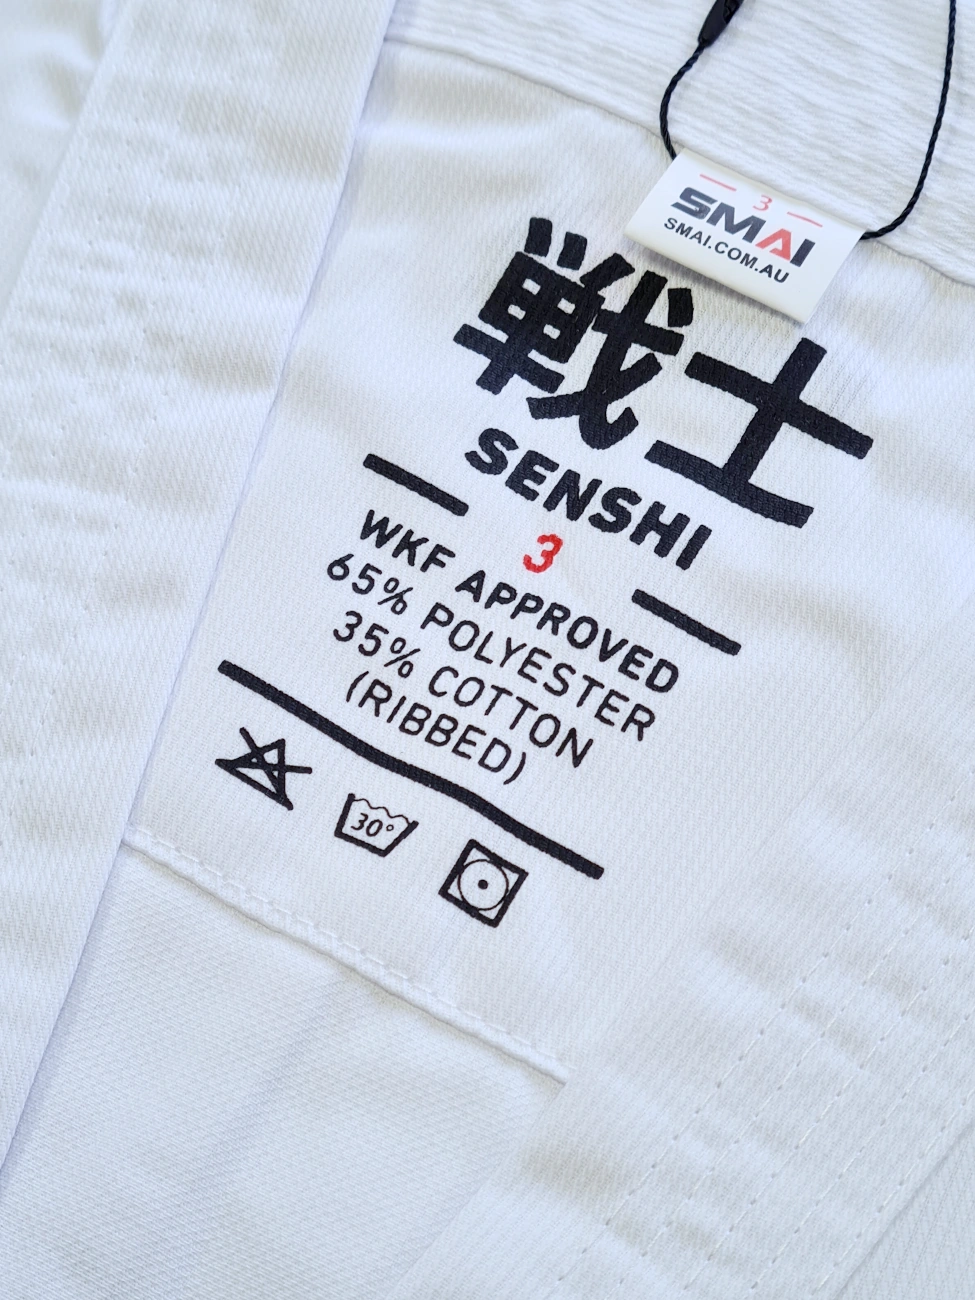 3
SMAI
SMAI.COM.AU
戦士
SENSHI
3
WKF APPROVED
65% POLYESTER
35% COTTON
(RIBBED)
30°